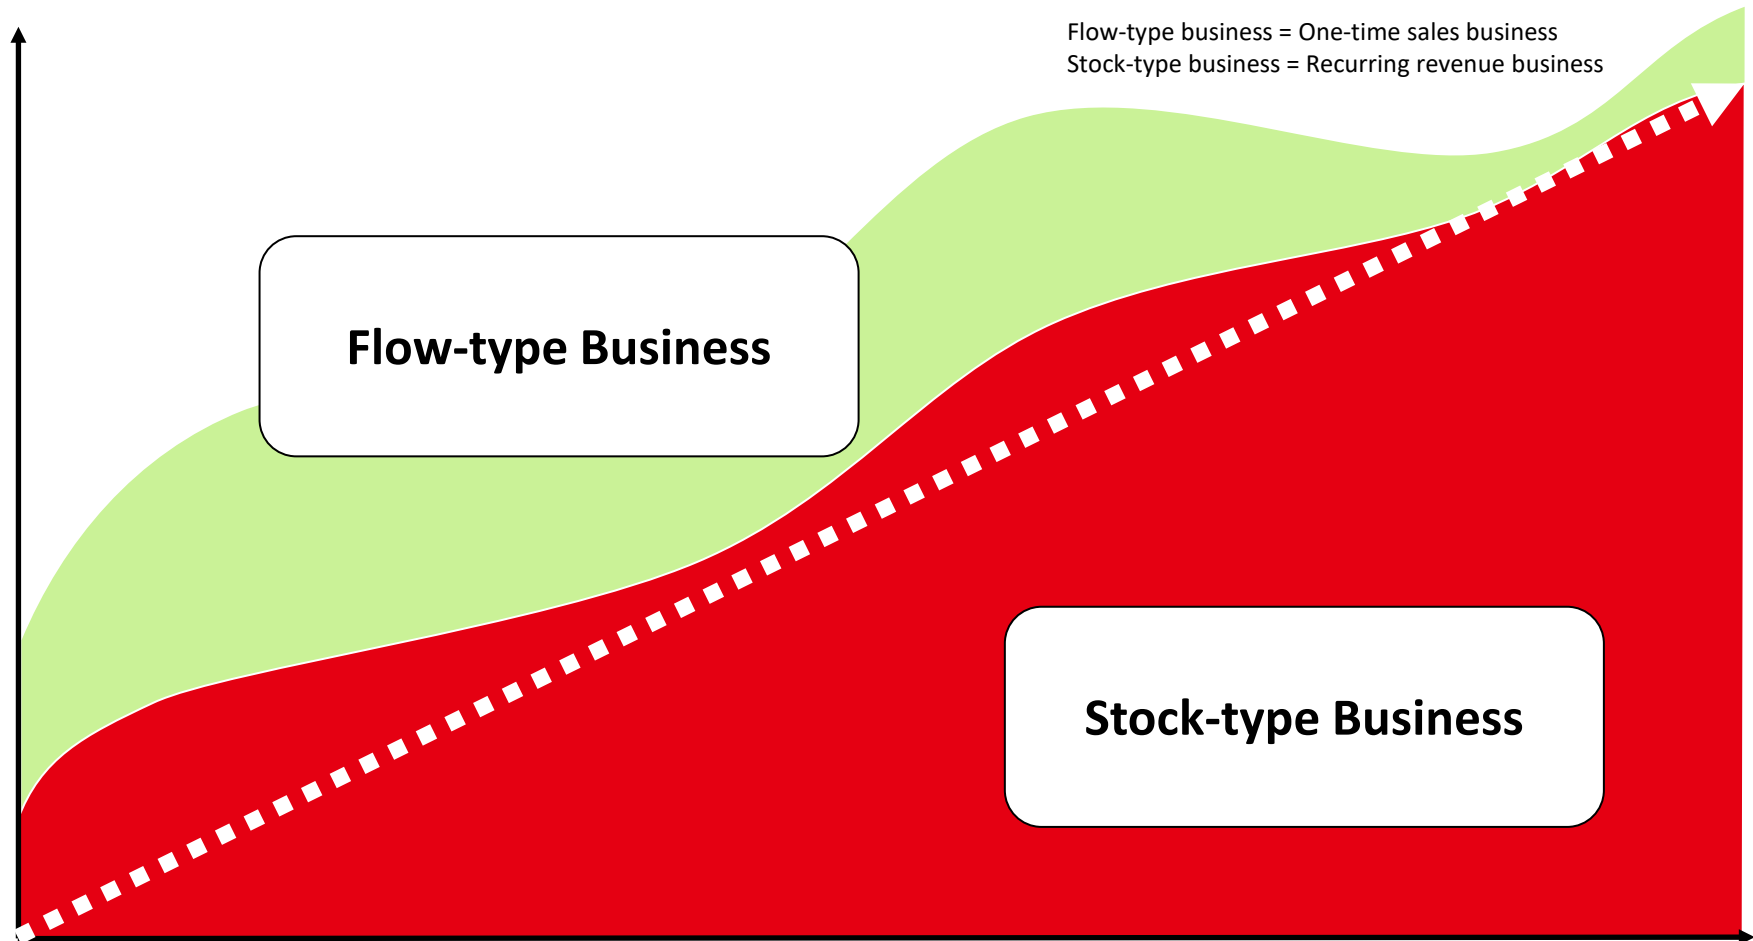 Flow-type business = One-time sales business
Stock-type business = Recurring revenue business
Flow-type Business
Stock-type Business